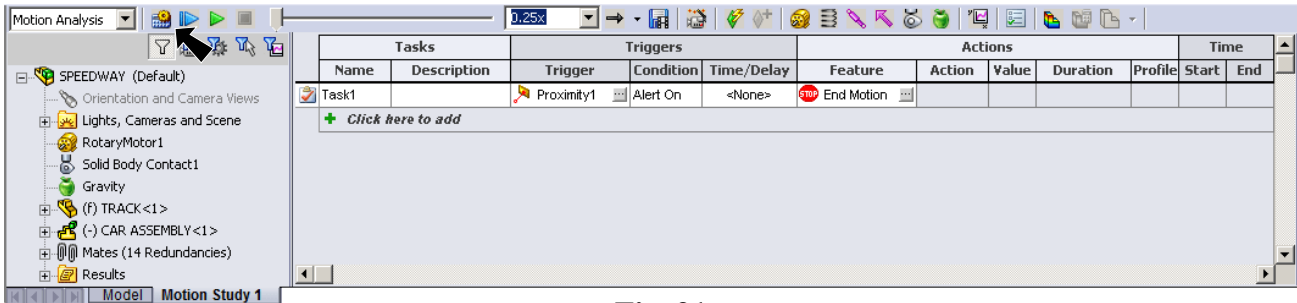 Motion Analysis 0.25x
Tasks Triggers Actions Time
Name Description Trigger Condition Time/Delay Feature Action Value Duration Profile Start End
Task1 Proximity1 ... Alert On <None> STOP End Motion ...
Click here to add
SPEEDWAY (Default)
Orientation and Camera Views
Lights, Cameras and Scene
RotaryMotor1
Solid Body Contact1
Gravity
(f) TRACK<1>
(-) CAR ASSEMBLY<1>
Mates (14 Redundancies)
Results
Model Motion Study 1